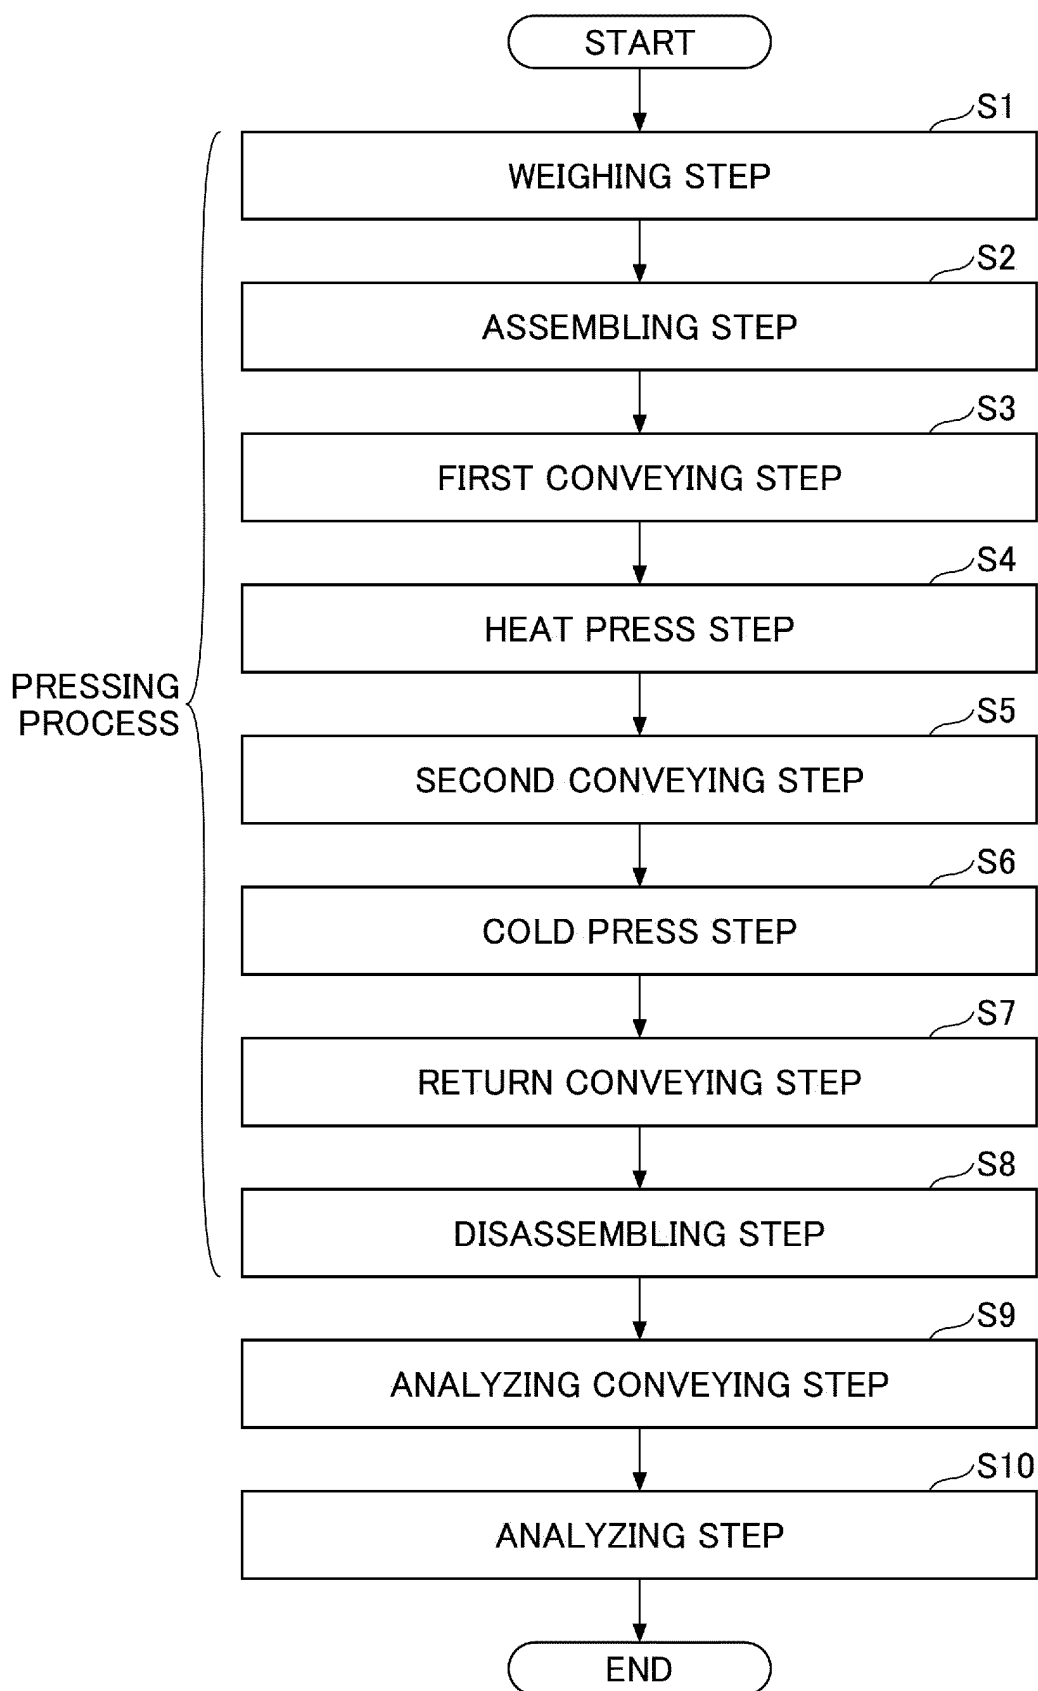 START
S1
WEIGHING STEP
S2
ASSEMBLING STEP
S3
FIRST CONVEYING STEP
S4
HEAT PRESS STEP
PRESSING
PROCESS
S5
SECOND CONVEYING STEP
S6
COLD PRESS STEP
S7
RETURN CONVEYING STEP
S8
DISASSEMBLING STEP
S9
ANALYZING CONVEYING STEP
S10
ANALYZING STEP
END